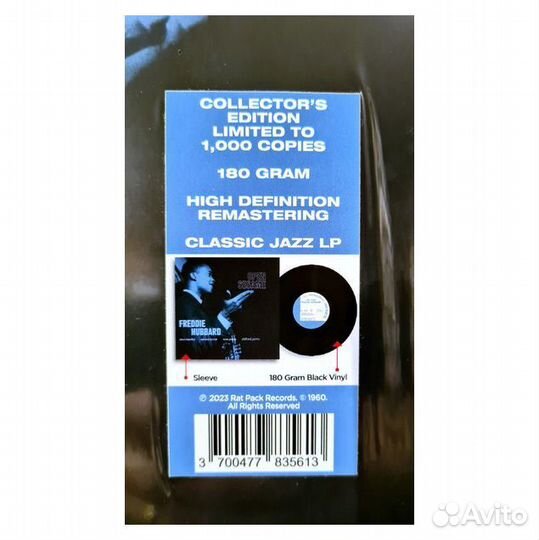 COLLECTOR'S
EDITION
LIMITED TO
1,000 COPIES
180 GRAM
HIGH DEFINITION
REMASTERING
CLASSIC JAZZ LP
OPEN
SESAME
FREDDIE
HUBBARD
Sleeve
180 Gram Black Vinyl
℗ 2023 Rat Pack Records. © 1960.
All Rights Reserved
3 700477 835613
Avito